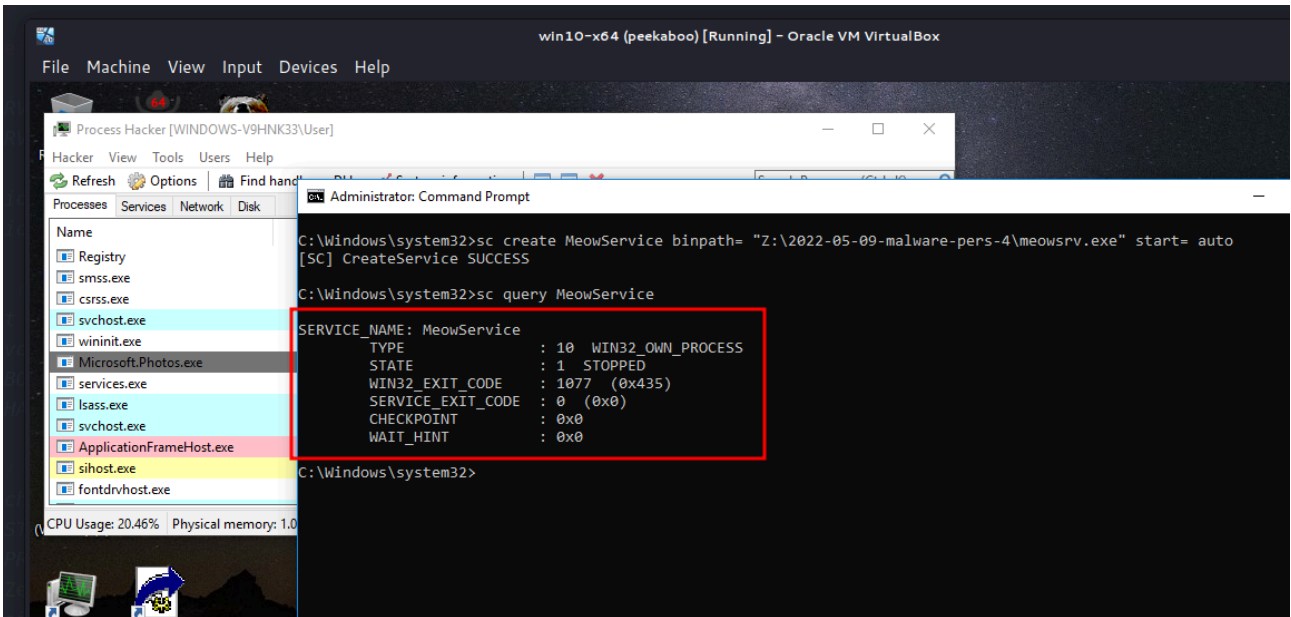 win10-x64 (peekaboo) [Running] - Oracle VM VirtualBox
File Machine View Input Devices Help
64
Process Hacker [WINDOWS-V9HNK33\User]
Hacker View Tools Users Help
Refresh Options Find hand
Processes Services Network Disk
Name
Registry
smss.exe
csrss.exe
svchost.exe
wininit.exe
Microsoft.Photos.exe
services.exe
lsass.exe
svchost.exe
ApplicationFrameHost.exe
sihost.exe
fontdrvhost.exe
CPU Usage: 20.46% Physical memory: 1.0
Administrator: Command Prompt
C:\Windows\system32>sc create MeowService binpath= "Z:\2022-05-09-malware-pers-4\meowsrv.exe" start= auto
[SC] CreateService SUCCESS
C:\Windows\system32>sc query MeowService
SERVICE_NAME: MeowService
TYPE : 10 WIN32_OWN_PROCESS
STATE : 1 STOPPED
WIN32_EXIT_CODE : 1077 (0x435)
SERVICE_EXIT_CODE : 0 (0x0)
CHECKPOINT : 0x0
WAIT_HINT : 0x0
C:\Windows\system32>